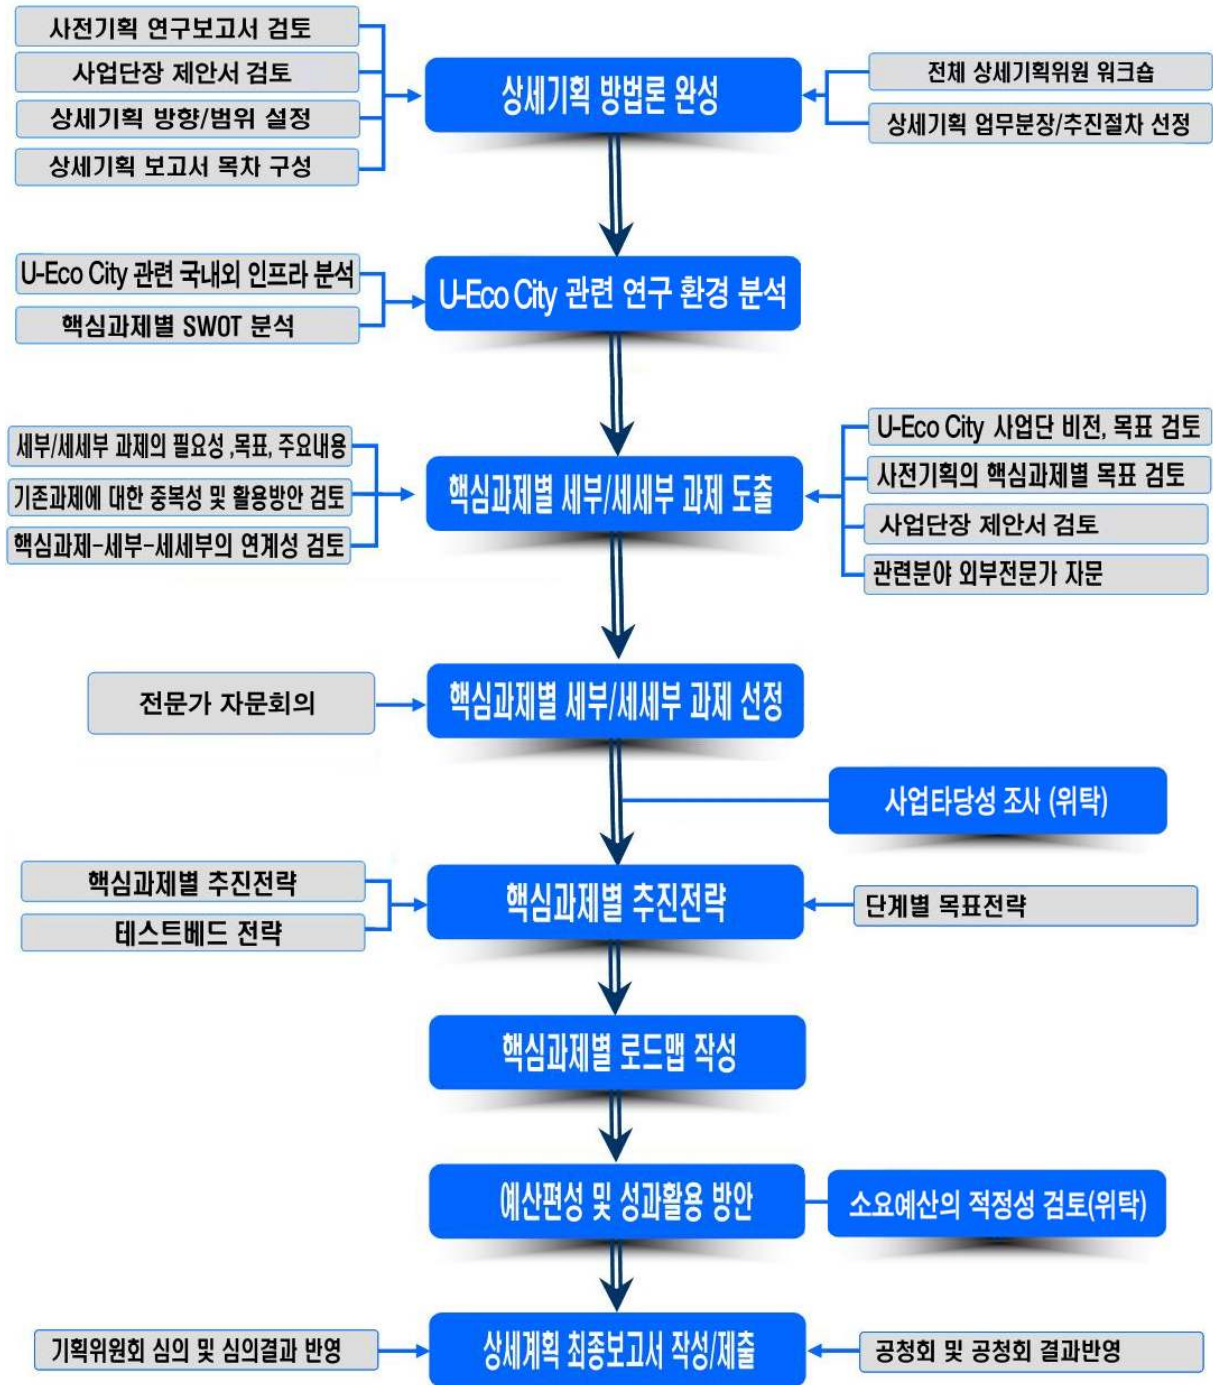 사전기획 연구보고서 검토
사업단장 제안서 검토
상세기획 방향/범위 설정
상세기획 보고서 목차 구성
상세기획 방법론 완성
전체 상세기획위원 워크숍
상세기획 업무분장/추진절차 선정
U-Eco City 관련 국내외 인프라 분석
핵심과제별 SWOT 분석
U-Eco City 관련 연구 환경 분석
세부/세세부 과제의 필요성 ,목표, 주요내용
기존과제에 대한 중복성 및 활용방안 검토
핵심과제-세부-세세부의 연계성 검토
핵심과제별 세부/세세부 과제 도출
U-Eco City 사업단 비전, 목표 검토
사전기획의 핵심과제별 목표 검토
사업단장 제안서 검토
관련분야 외부전문가 자문
전문가 자문회의
핵심과제별 세부/세세부 과제 선정
사업타당성 조사 (위탁)
핵심과제별 추진전략
테스트베드 전략
핵심과제별 추진전략
단계별 목표전략
핵심과제별 로드맵 작성
예산편성 및 성과활용 방안
소요예산의 적정성 검토(위탁)
기획위원회 심의 및 심의결과 반영
상세계획 최종보고서 작성/제출
공청회 및 공청회 결과반영